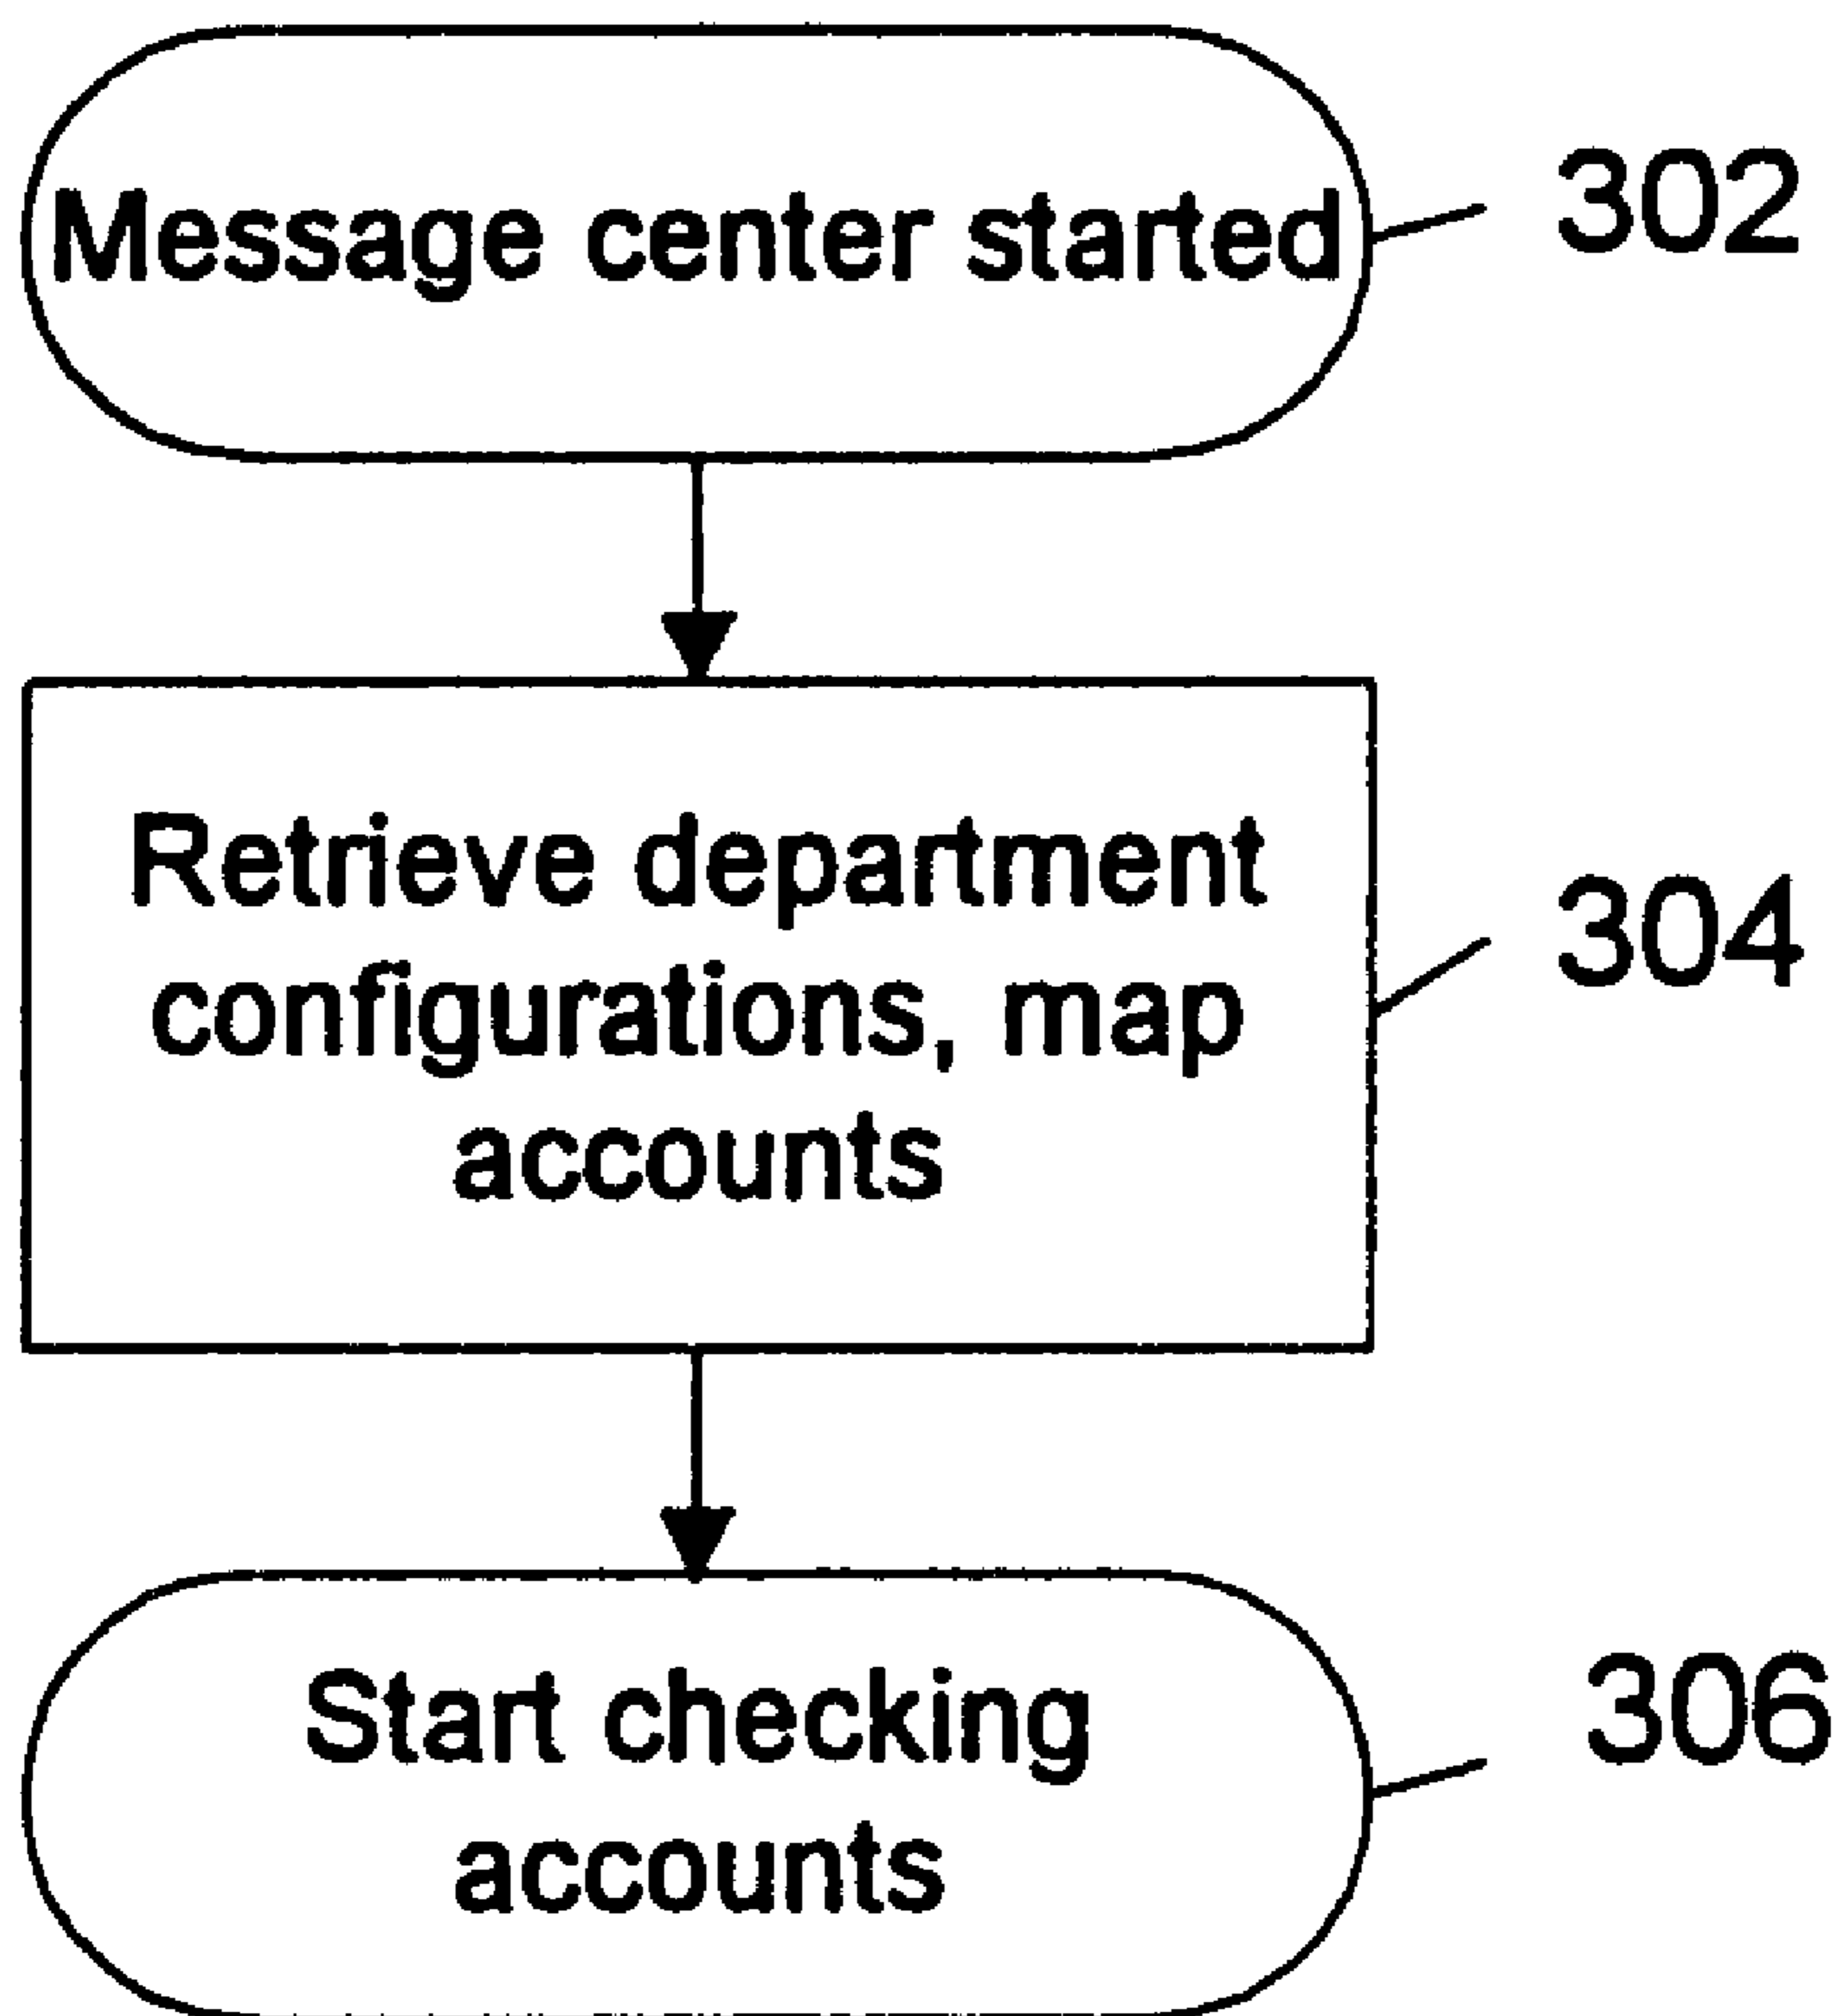 Message center started
302
Retrieve department
configurations, map
accounts
304
Start checking
accounts
306